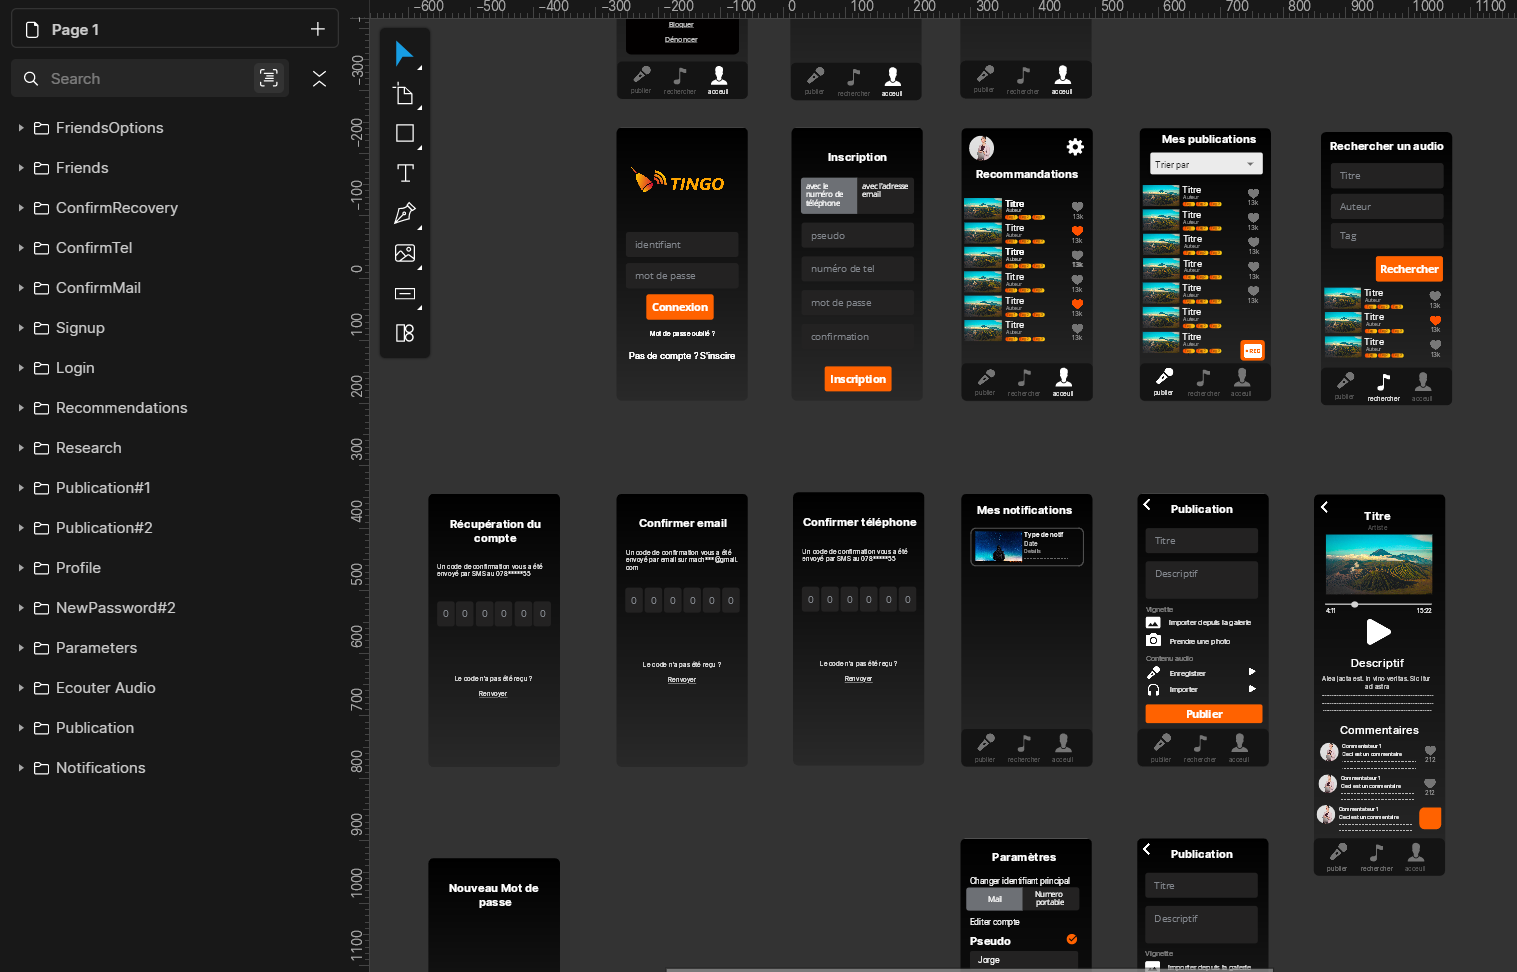 Page 1
Search
FriendsOptions
Friends
ConfirmRecovery
ConfirmTel
ConfirmMail
Signup
Login
Recommendations
Research
Publication#1
Publication#2
Profile
NewPassword#2
Parameters
Ecouter Audio
Publication
Notifications
-600 -500 -400 -300 -200 -100 0 100 200 300 400 500 600 700 800 900 1000 1100
-300
-200
-100
0
100
200
300
400
500
600
700
800
900
1000
1100
Bloquer
Dénoncer
publier rechercher acceuil
publier rechercher acceuil
publier rechercher acceuil
TINGO
identifiant
mot de passe
Connexion
Mot de passe oublié ?
Pas de compte ? S'inscire
Inscription
avec le
numéro de
téléphone
avec l'adresse
email
pseudo
numéro de tel
mot de passe
confirmation
Inscription
Recommandations
Titre
Auteur
13k
Titre
Auteur
13k
Titre
Auteur
13k
Titre
Auteur
13k
Titre
Auteur
13k
Titre
Auteur
13k
publier rechercher acceuil
Mes publications
Trier par
Titre
Auteur
13k
Titre
Auteur
13k
Titre
Auteur
13k
Titre
Auteur
13k
Titre
Auteur
13k
Titre
Auteur
Titre
Auteur
REC
publier rechercher acceuil
Rechercher un audio
Titre
Auteur
Tag
Rechercher
Titre
Auteur
13k
Titre
Auteur
13k
Titre
Auteur
13k
publier rechercher acceuil
Récupération du
compte
Un code de confirmation vous a été
envoyé par SMS au 078*****55
0 0 0 0 0 0
Le code n'a pas été reçu ?
Renvoyer
Confirmer email
Un code de confirmation vous a été
envoyé par email sur mach***@gmail.
com
0 0 0 0 0 0
Le code n'a pas été reçu ?
Renvoyer
Confirmer téléphone
Un code de confirmation vous a été
envoyé par SMS au 078*****55
0 0 0 0 0 0
Le code n'a pas été reçu ?
Renvoyer
Mes notifications
Type de notif
Date
Details
publier rechercher acceuil
Publication
Titre
Descriptif
Vignette
Importer depuis la galerie
Prendre une photo
Contenu audio
Enregistrer
Importer
Publier
publier rechercher acceuil
Titre
Artiste
4:11 15:22
Descriptif
Alea jacta est. In vino veritas. Sic itur
ad astra
Commentaires
Commentateur 1
Ceci est un commentaire
212
Commentateur 1
Ceci est un commentaire
212
Commentateur 1
Ceci est un commentaire
publier rechercher acceuil
Nouveau Mot de
passe
Paramètres
Changer identifiant principal
Mail
Numero
portable
Editer compte
Pseudo
Jorge
Publication
Titre
Descriptif
Vignette
Importer depuis la galerie